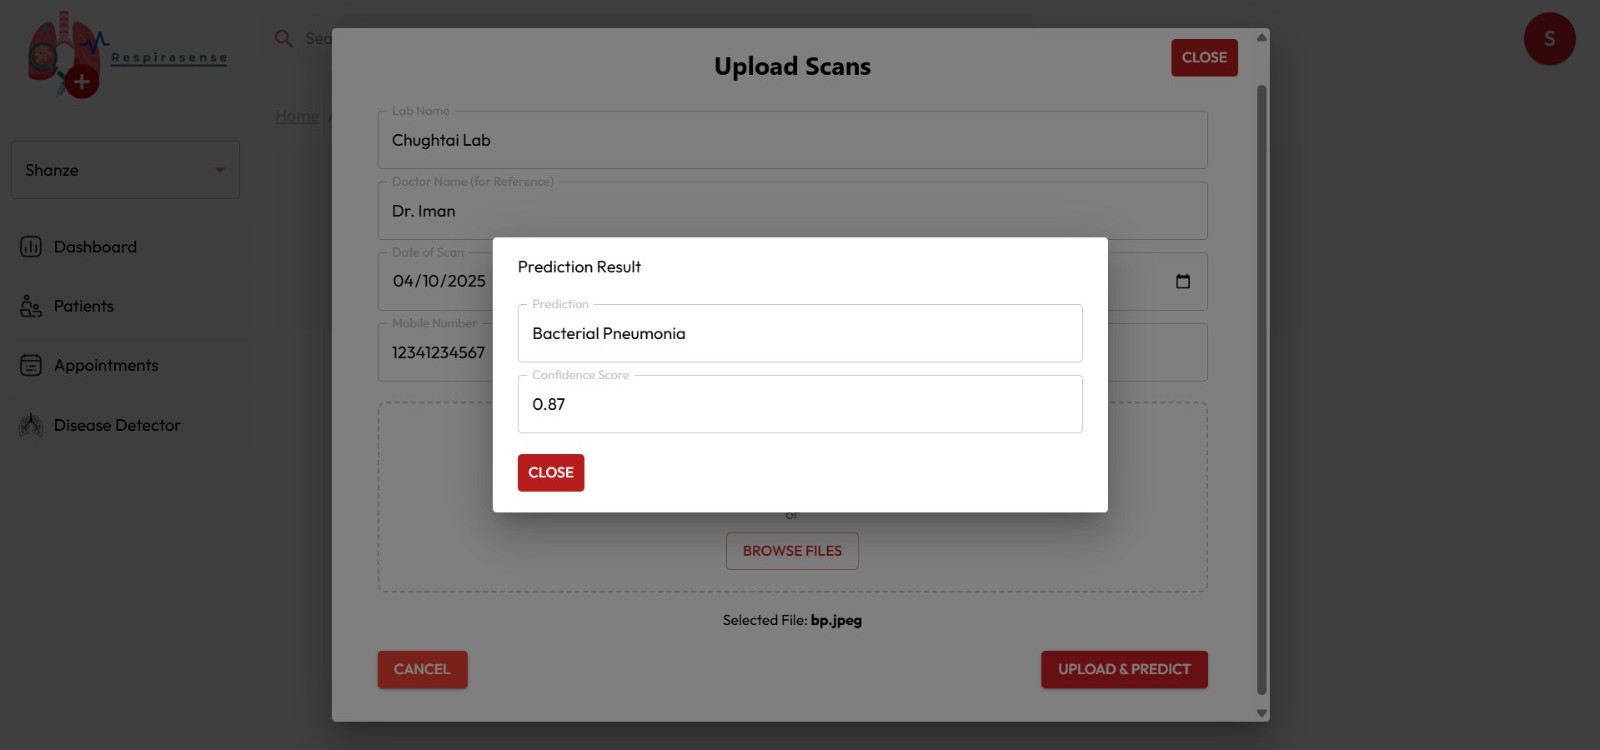 Respirasense
Sea
S
Home /
Shanze
Dashboard
Patients
Appointments
Disease Detector
Upload Scans
CLOSE
Lab Name
Chughtai Lab
Doctor Name (for Reference)
Dr. Iman
Date of Scan
04/10/2025
Mobile Number
12341234567
Prediction Result
Prediction
Bacterial Pneumonia
Confidence Score
0.87
CLOSE
or
BROWSE FILES
Selected File: bp.jpeg
CANCEL
UPLOAD & PREDICT